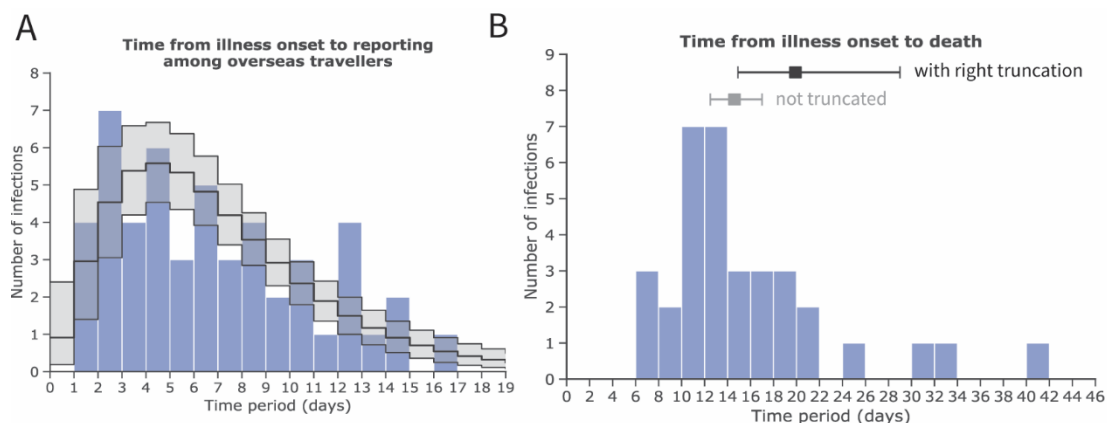 A
Time from illness onset to reporting
among overseas travellers
8
7
6
5
4
3
2
1
0
Number of infections
0 1 2 3 4 5 6 7 8 9 10 11 12 13 14 15 16 17 18 19
Time period (days)
B
Time from illness onset to death
with right truncation
not truncated
9
8
7
6
5
4
3
2
1
0
Number of infections
0 2 4 6 8 10 12 14 16 18 20 22 24 26 28 30 32 34 36 38 40 42 44 46
Time period (days)